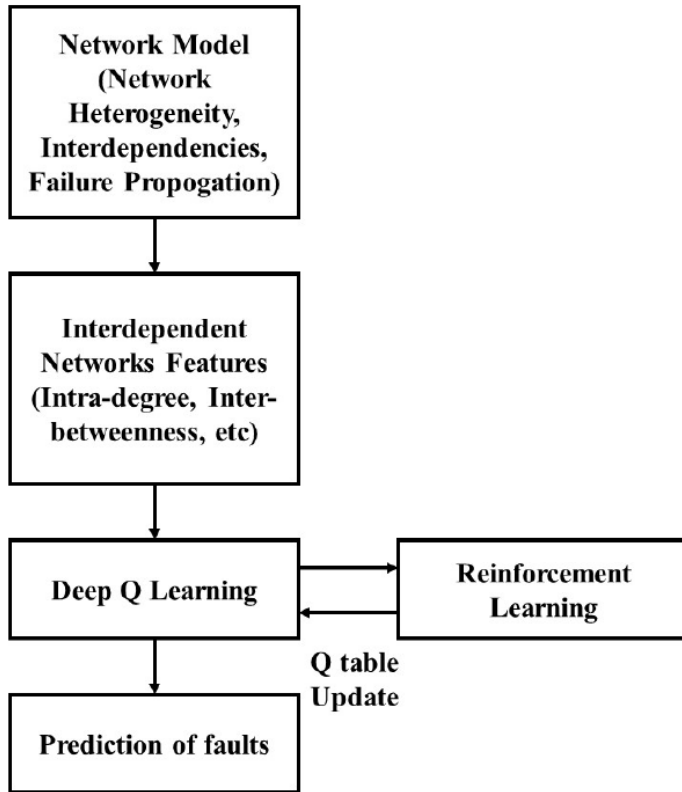 Network Model
(Network
Heterogeneity,
Interdependencies,
Failure Propogation)
Interdependent
Networks Features
(Intra-degree, Inter-
betweenness, etc)
Deep Q Learning
Reinforcement
Learning
Q table
Update
Prediction of faults